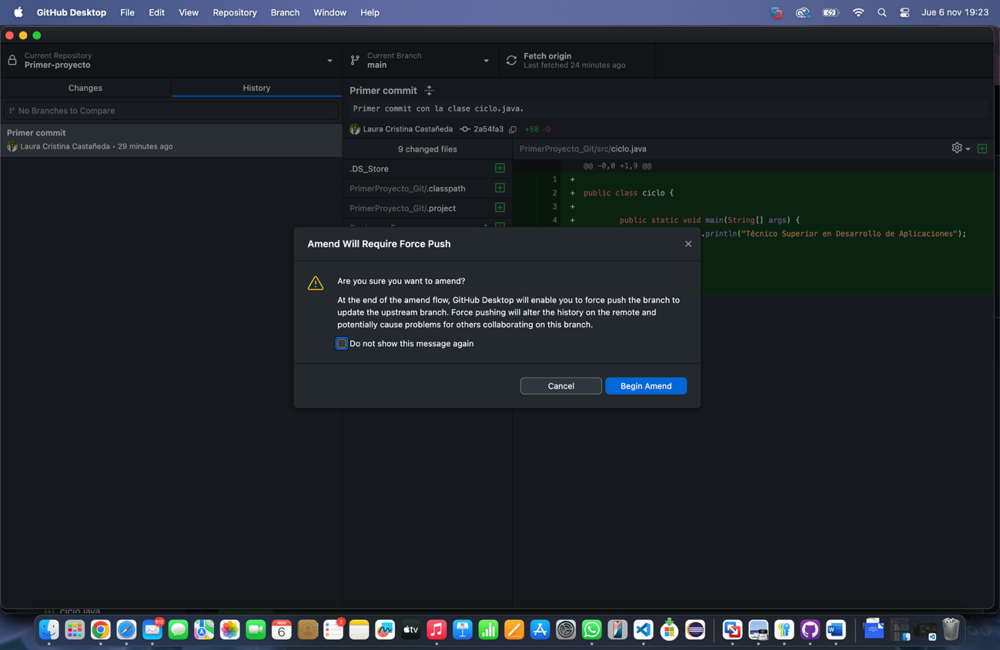 GitHub Desktop File Edit View Repository Branch Window Help Jue 6 nov 19:23
Current Repository
Primer-proyecto
Current Branch
main
Fetch origin
Last fetched 24 minutes ago
Changes
History
No Branches to Compare
Primer commit
Laura Cristina Castañeda • 29 minutes ago
Primer commit
Primer commit con la clase ciclo.java.
Laura Cristina Castañeda 2a54fa3 +58 -0
9 changed files
.DS_Store
PrimerProyecto_Git/.classpath
PrimerProyecto_Git/.project
PrimerProyecto_Git/src/ciclo.java
@@ -0,0 +1,9 @@
1 +
2 + public class ciclo {
3 +
4 + public static void main(String[] args) {
.println("Técnico Superior en Desarrollo de Aplicaciones");
Amend Will Require Force Push
Are you sure you want to amend?
At the end of the amend flow, GitHub Desktop will enable you to force push the branch to
update the upstream branch. Force pushing will alter the history on the remote and
potentially cause problems for others collaborating on this branch.
Do not show this message again
Cancel
Begin Amend
ciclo.java
612
NOV
6
2
tv
W